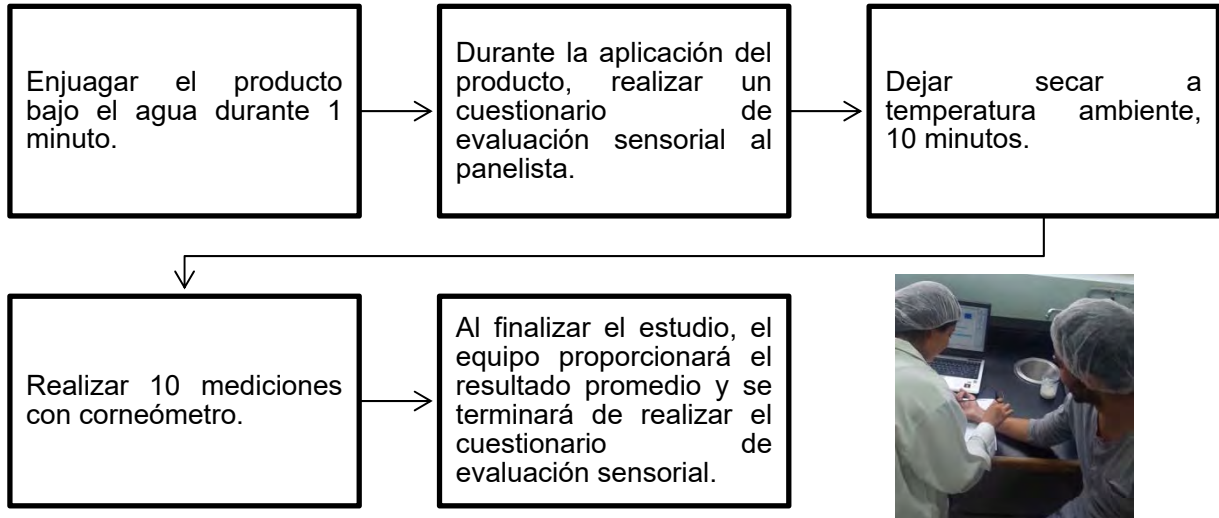 Enjuagar el producto
bajo el agua durante 1
minuto.
Durante la aplicación del
producto, realizar un
cuestionario de
evaluación sensorial al
panelista.
Dejar secar a
temperatura ambiente,
10 minutos.
Realizar 10 mediciones
con corneómetro.
Al finalizar el estudio, el
equipo proporcionará el
resultado promedio y se
terminará de realizar el
cuestionario de
evaluación sensorial.